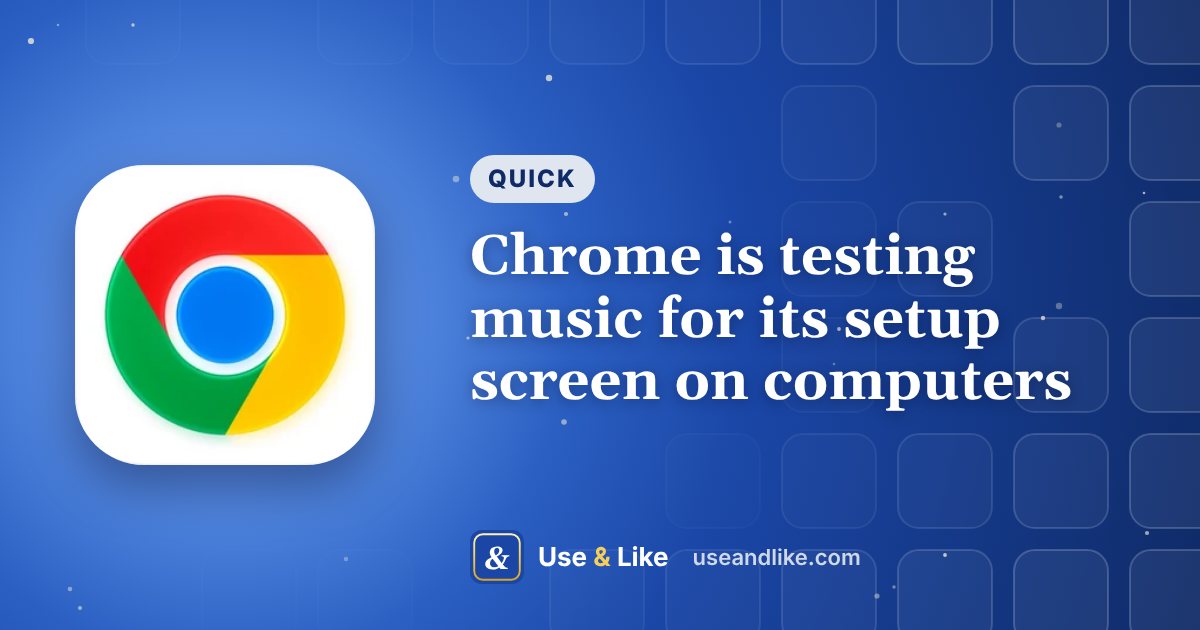 QUICK
Chrome is testing
music for its setup
screen on computers
& Use & Like useandlike.com